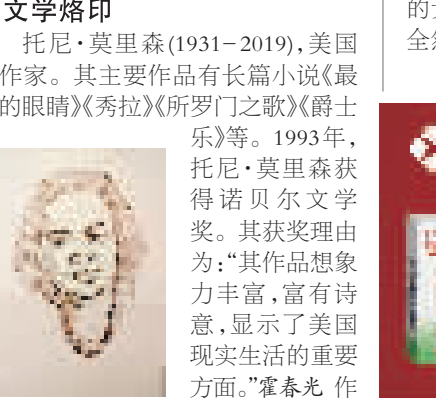 文学烙印
托尼·莫里森(1931-2019),美国
作家。其主要作品有长篇小说《最
的眼睛》《秀拉》《所罗门之歌》《爵士
乐》等。1993年,
托尼·莫里森获
得诺贝尔文学
奖。其获奖理由
为:“其作品想象
力丰富,富有诗
意,显示了美国
现实生活的重要
方面。”霍春光 作
的
全